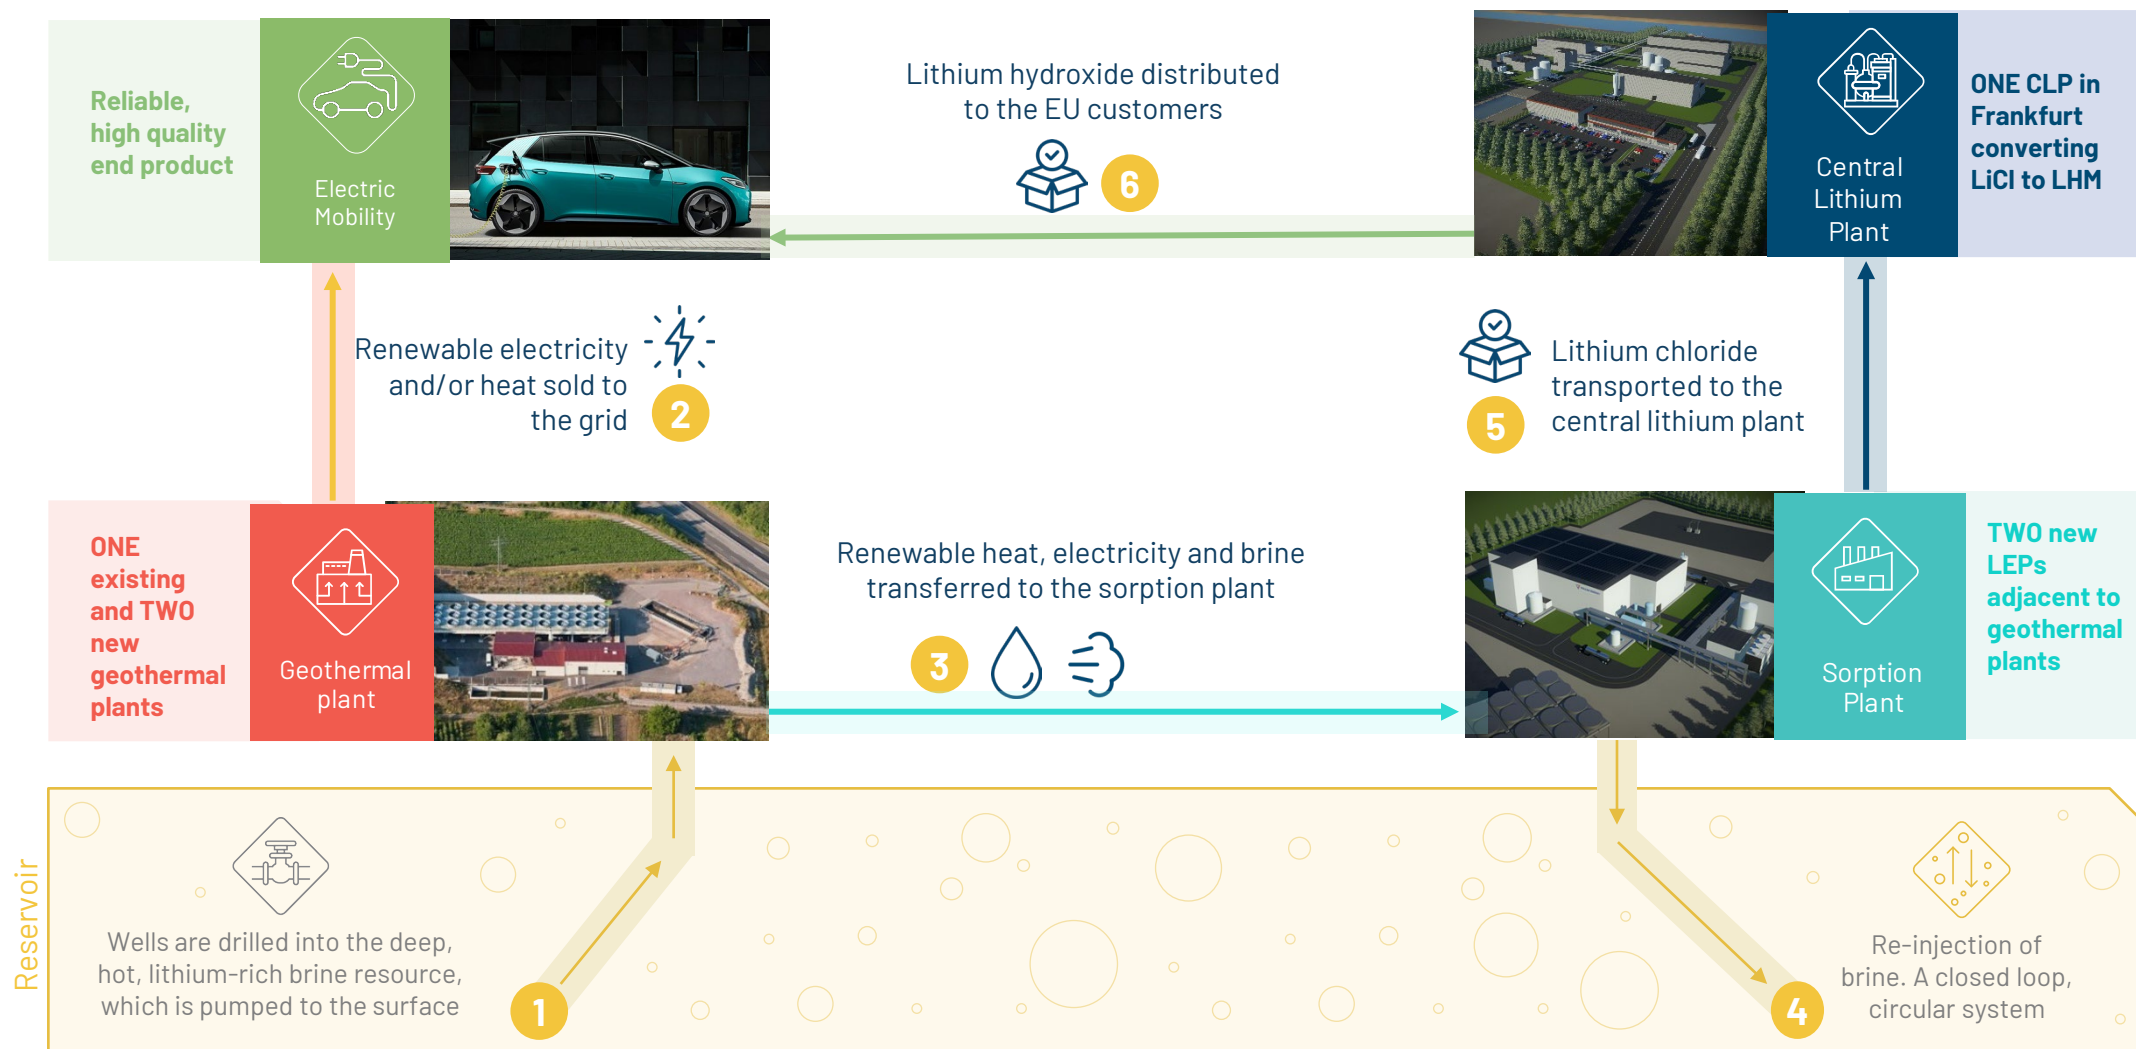 Reliable,
high quality
end product
Electric
Mobility
Lithium hydroxide distributed
to the EU customers
6
Central
Lithium
Plant
ONE CLP in
Frankfurt
converting
LiCl to LHM
Renewable electricity
and/or heat sold to
the grid
2
5
Lithium chloride
transported to the
central lithium plant
ONE
existing
and TWO
new
geothermal
plants
Geothermal
plant
Renewable heat, electricity and brine
transferred to the sorption plant
3
Sorption
Plant
TWO new
LEPs
adjacent to
geothermal
plants
Reservoir
Wells are drilled into the deep,
hot, lithium-rich brine resource,
which is pumped to the surface
1
4
Re-injection of
brine. A closed loop,
circular system